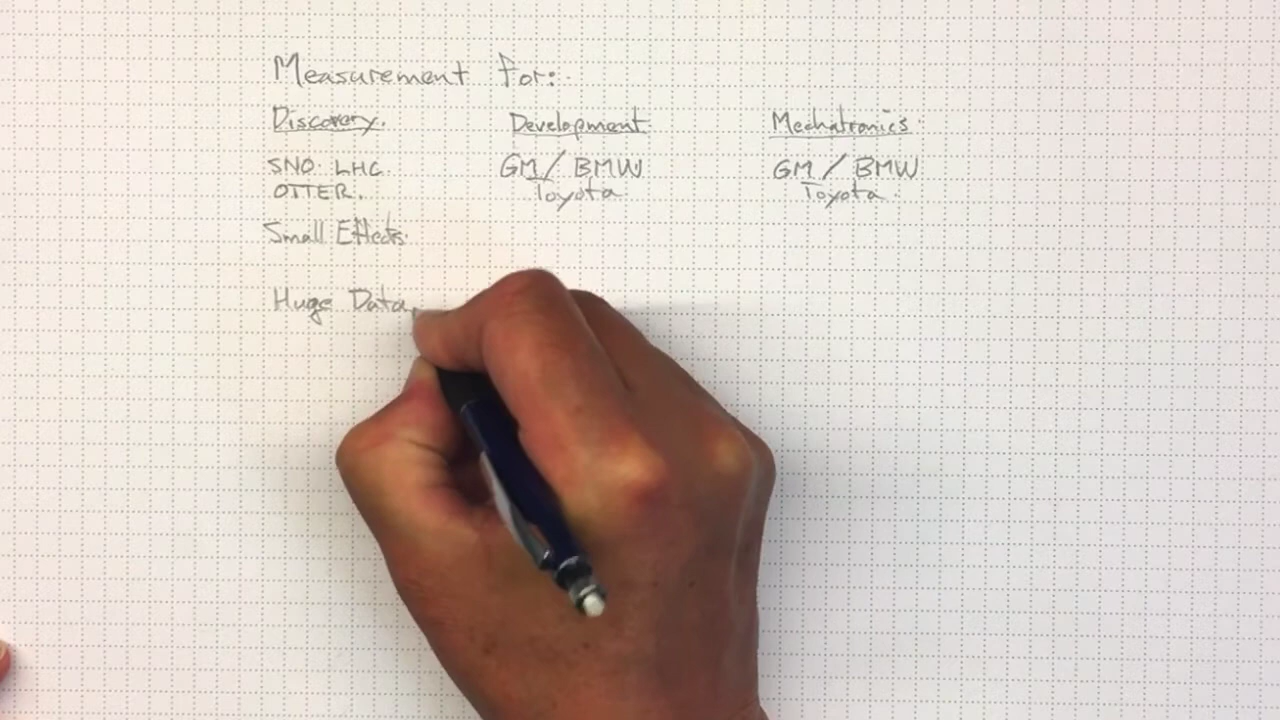 Measurement for:
Discovery. Development Mechatronics
SNO LHC GM / BMW GM / BMW
OTTER. Toyota Toyota
Small Effects
Huge Data